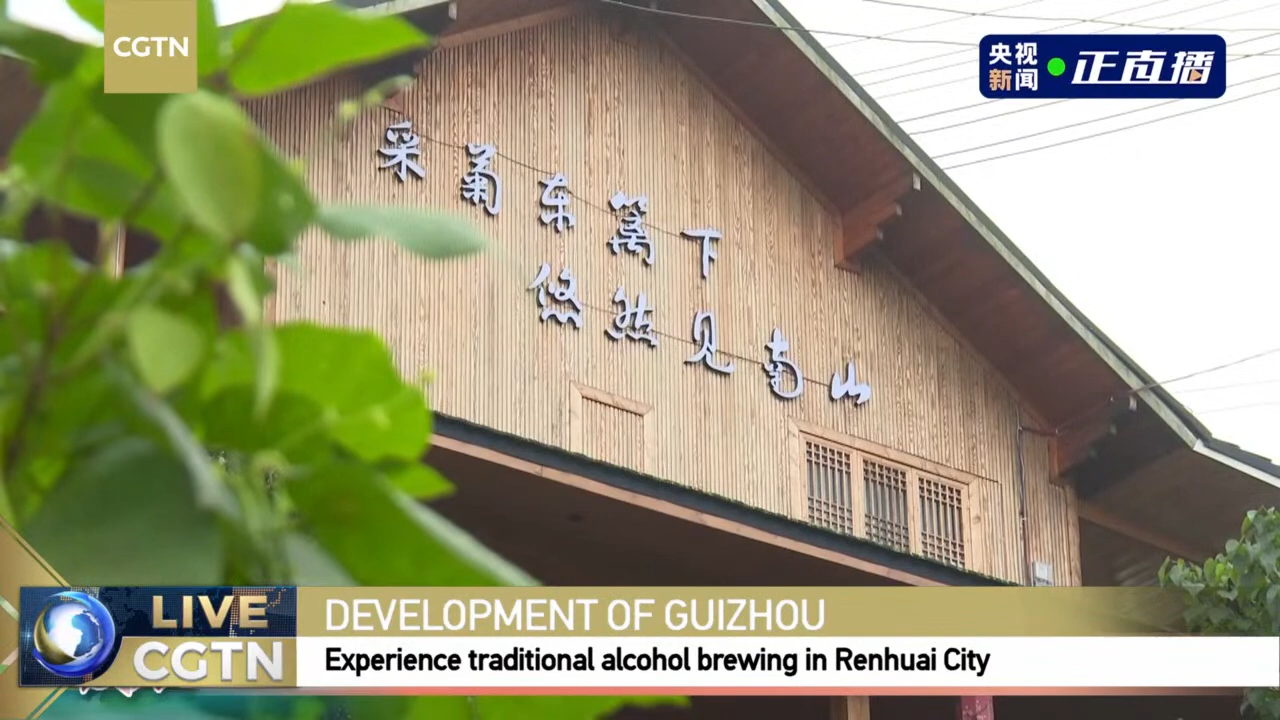 CGTN
央视
新闻
正直播
采菊东篱下
悠然见南山
LIVE
CGTN
DEVELOPMENT OF GUIZHOU
Experience traditional alcohol brewing in Renhuai City